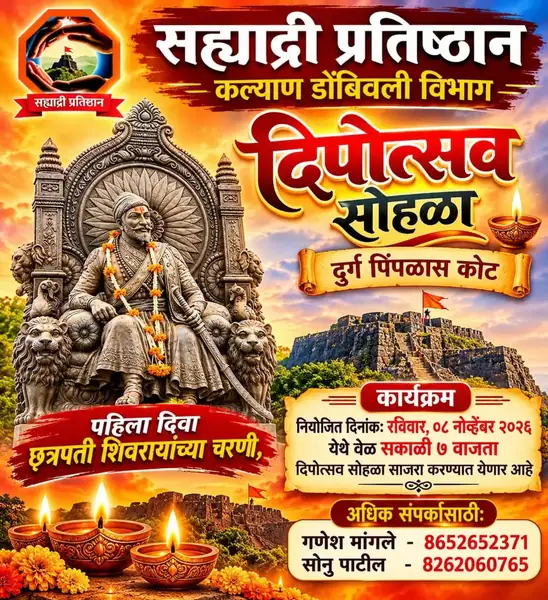 सह्याद्री प्रतिष्ठान
सह्याद्री प्रतिष्ठान
कल्याण डोंबिवली विभाग
दिपोत्सव
सोहळा
दुर्ग पिंपळास कोट
पहिला दिवा
छत्रपती शिवरायांच्या चरणी,
कार्यक्रम
नियोजित दिनांक: रविवार, ०८ नोव्हेंबर २०२६
येथे वेळ सकाळी ७ वाजता
दिपोत्सव सोहळा साजरा करण्यात येणार आहे
अधिक संपर्कासाठी:
गणेश मांगले - 8652652371
सोनु पाटील - 8262060765